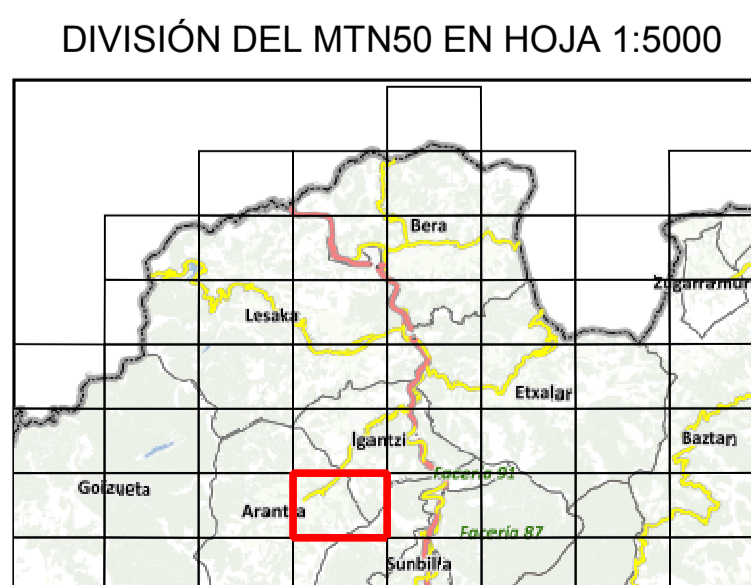 DIVISIÓN DEL MTN50 EN HOJA 1:5000
Bera
Zugarramur
Lesaka
Etxalar
Igantzi
Baztan
Facería 91
Goizueta
Arantza
Facería 87
Sunbilla